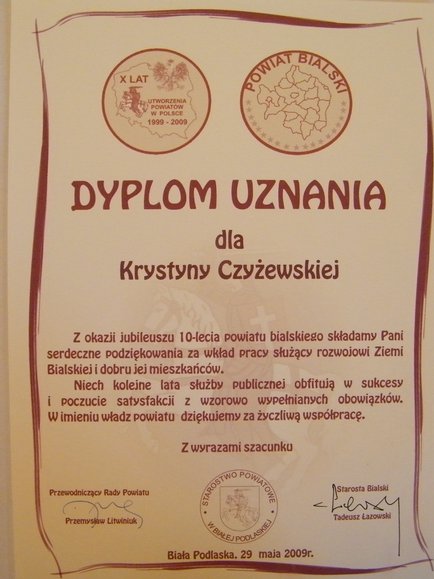 X LAT
UTWORZENIA
POWIATÓW
W POLSCE
1999 - 2009
POWIAT BIALSKI
DYPLOM UZNANIA
dla
Krystyny Czyżewskiej
Z okazji jubileuszu 10-lecia powiatu bialskiego składamy Pani
serdeczne podziękowania za wkład pracy służący rozwojowi Ziemi
Bialskiej i dobru jej mieszkańców.
Niech kolejne lata służby publicznej obfitują w sukcesy
i poczucie satysfakcji z wzorowo wypełnianych obowiązków.
W imieniu władz powiatu dziękujemy za życzliwą współpracę.
Z wyrazami szacunku
Przewodniczący Rady Powiatu
Przemysław Litwiniuk
STAROSTWO POWIATOWE
W BIAŁEJ PODLASKIEJ
Starosta Bialski
Tadeusz Łazowski
Biała Podlaska. 29 maja 2009r.